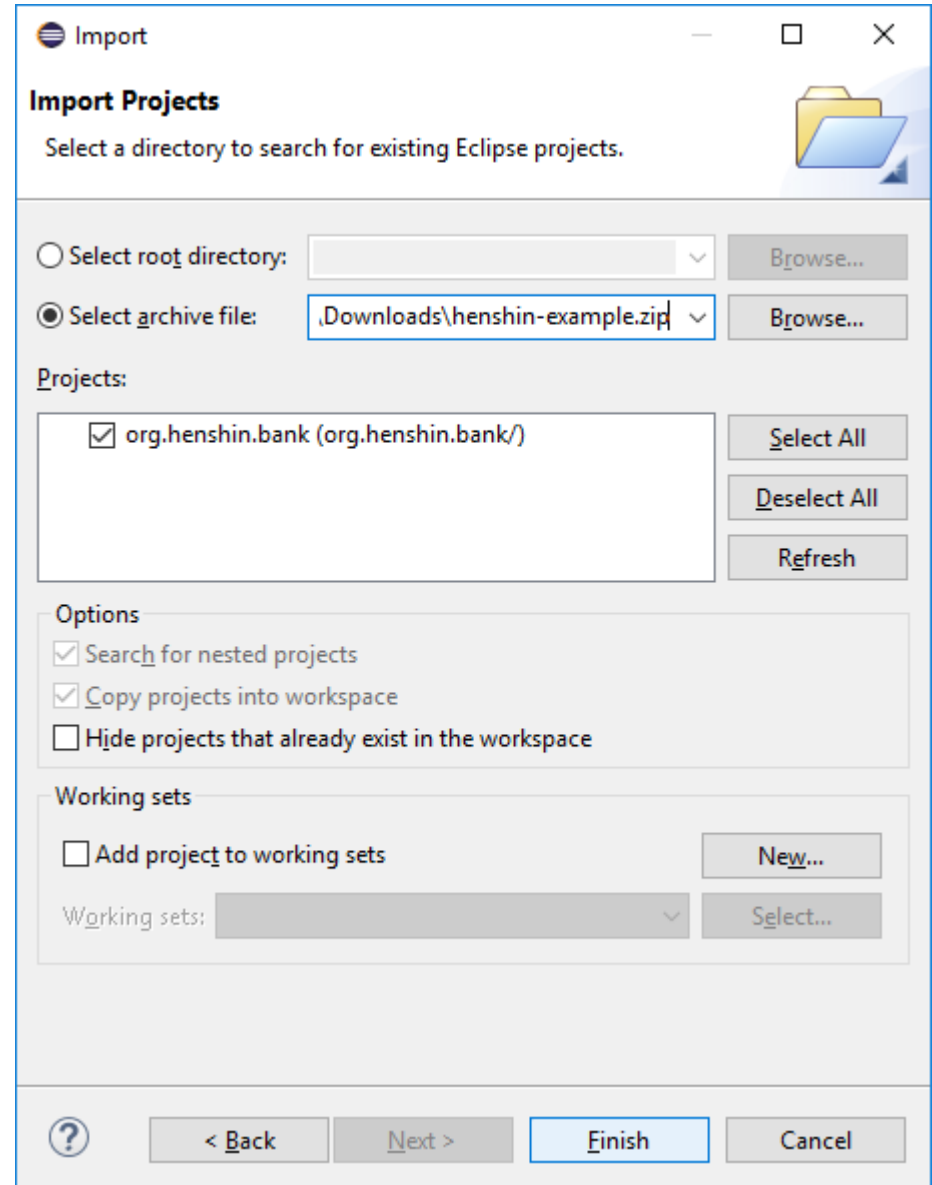 Import
Import Projects
Select a directory to search for existing Eclipse projects.
Select root directory:
Browse...
Select archive file:
\Downloads\henshin-example.zip
Browse...
Projects:
org.henshin.bank (org.henshin.bank/)
Select All
Deselect All
Refresh
Options
Search for nested projects
Copy projects into workspace
Hide projects that already exist in the workspace
Working sets
Add project to working sets
New...
Working sets:
Select...
?
< Back
Next >
Finish
Cancel